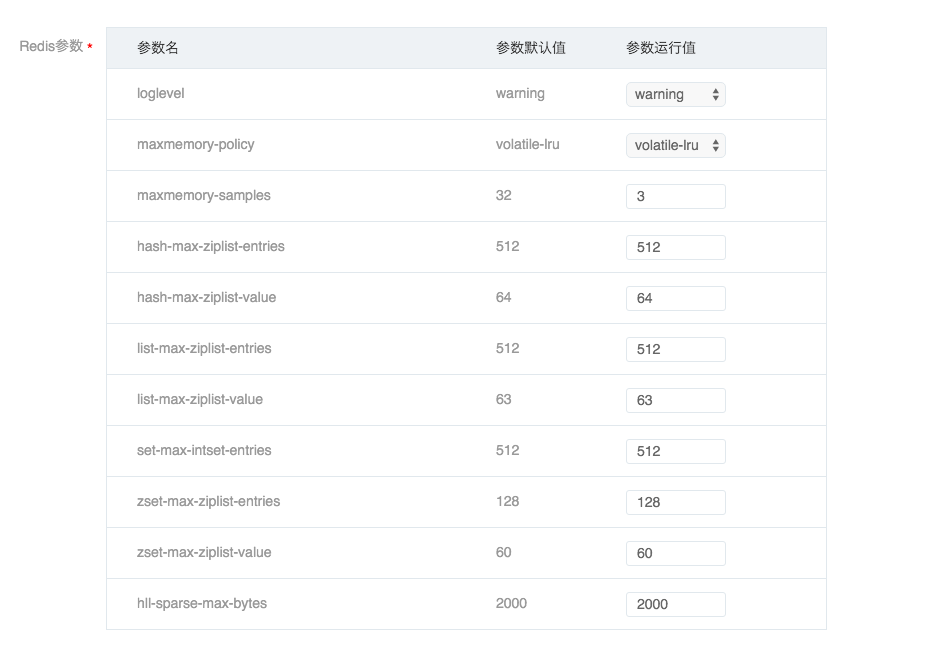 Redis参数 *
参数名 参数默认值 参数运行值
loglevel warning warning
maxmemory-policy volatile-lru volatile-lru
maxmemory-samples 32 3
hash-max-ziplist-entries 512 512
hash-max-ziplist-value 64 64
list-max-ziplist-entries 512 512
list-max-ziplist-value 63 63
set-max-intset-entries 512 512
zset-max-ziplist-entries 128 128
zset-max-ziplist-value 60 60
hll-sparse-max-bytes 2000 2000